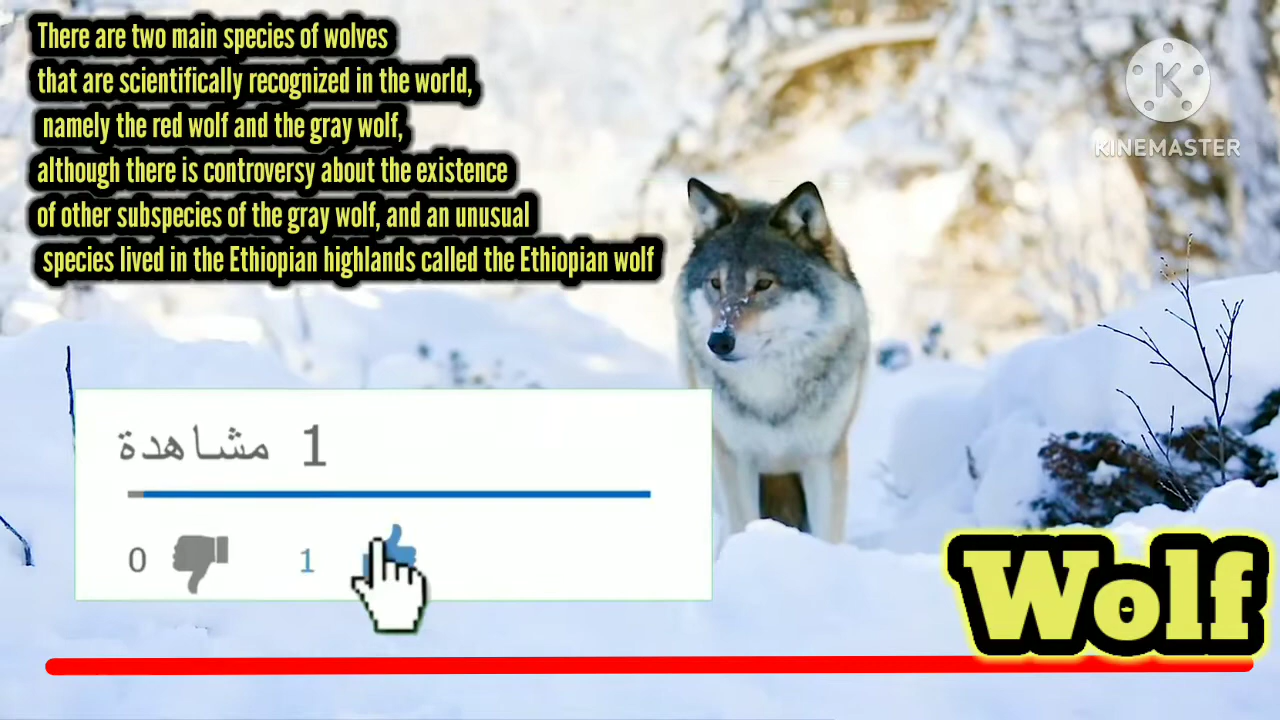 There are two main species of wolves
that are scientifically recognized in the world,
namely the red wolf and the gray wolf,
although there is controversy about the existence
of other subspecies of the gray wolf, and an unusual
species lived in the Ethiopian highlands called the Ethiopian wolf
K
KINEMASTER
1 مشاهدة
0 1
Wolf